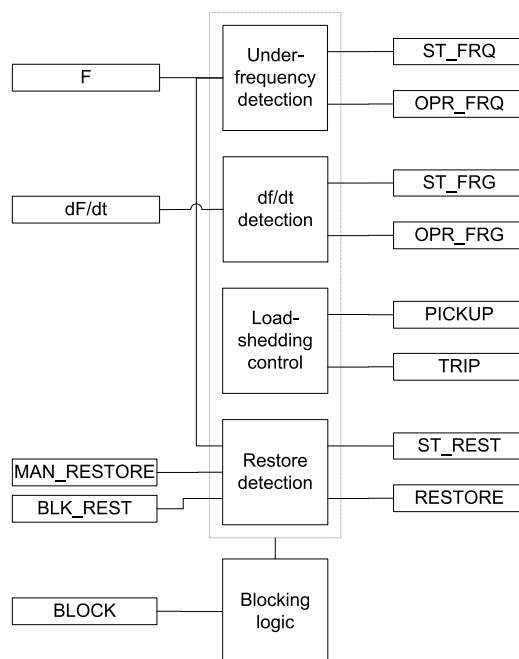 Under-
frequency
detection
F
ST_FRQ
OPR_FRQ
df/dt
detection
dF/dt
ST_FRG
OPR_FRG
Load-
shedding
control
PICKUP
TRIP
Restore
detection
MAN_RESTORE
BLK_REST
ST_REST
RESTORE
Blocking
logic
BLOCK